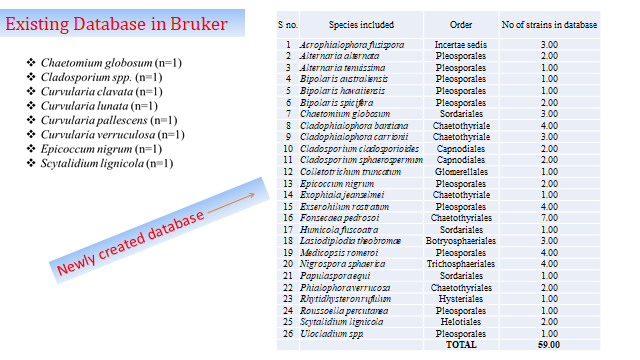 Existing Database in Bruker
❖ Chaetomium globosum (n=1)
❖ Cladosporium spp. (n=1)
❖ Curvularia clavata (n=1)
❖ Curvularia lunata (n=1)
❖ Curvularia pallescens (n=1)
❖ Curvularia verruculosa (n=1)
❖ Epicoccum nigrum (n=1)
❖ Scytalidium lignicola (n=1)
Newly created database
S no. Species included Order No of strains in database
1 Acrophialophora fusispora Incertae sedis 3.00
2 Alternaria alternata Pleosporales 2.00
3 Alternaria tenuissima Pleosporales 1.00
4 Bipolaris australiensis Pleosporales 1.00
5 Bipolaris hawaiiensis Pleosporales 1.00
6 Bipolaris spicifera Pleosporales 2.00
7 Chaetomium globosum Sordariales 3.00
8 Cladophialophora bantiana Chaetothyriale 4.00
9 Cladophialophora carrionii Chaetothyriale 3.00
10 Cladosporium cladosporioides Capnodiales 2.00
11 Cladosporium sphaerospermum Capnodiales 2.00
12 Colletotrichum truncatum Glomerellales 1.00
13 Epicoccum nigrum Pleosporales 2.00
14 Exophiala jeanselmei Chaetothyriale 1.00
15 Exserohilum rostratum Pleosporales 4.00
16 Fonsecaea pedrosoi Chaetothyriales 7.00
17 Humicola fuscoatra Sordariales 1.00
18 Lasiodiplodia theobromae Botryosphaeriales 3.00
19 Medicopsis romeroi Pleosporales 4.00
20 Nigrospora sphaerica Trichosphaeriales 4.00
21 Papulaspora equi Sordariales 1.00
22 Phialophora verrucosa Chaetothyriales 2.00
23 Rhytidhysteron rufulum Hysteriales 1.00
24 Roussoella percutanea Pleosporales 1.00
25 Scytalidium lignicola Helotiales 2.00
26 Ulocladium spp. Pleosporales 1.00
TOTAL 59.00